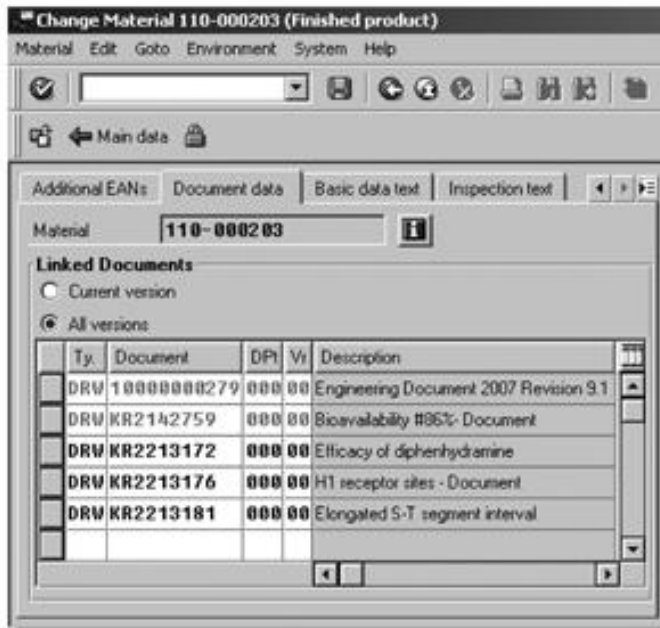 Change Material 110-000203 (Finished product)
Material Edit Goto Environment System Help
Main data
Additional EANs Document data Basic data text Inspection text
Material 110-000203
Linked Documents
Current version
All versions
Ty. Document DPt Vr Description
DRW 10000000279 000 00 Engineering Document 2007 Revision 9.1
DRW KR2142759 000 00 Bioavailability #86%- Document
DRW KR2213172 000 00 Efficacy of diphenhydramine
DRW KR2213176 000 00 H1 receptor sites - Document
DRW KR2213181 000 00 Elongated S-T segment interval